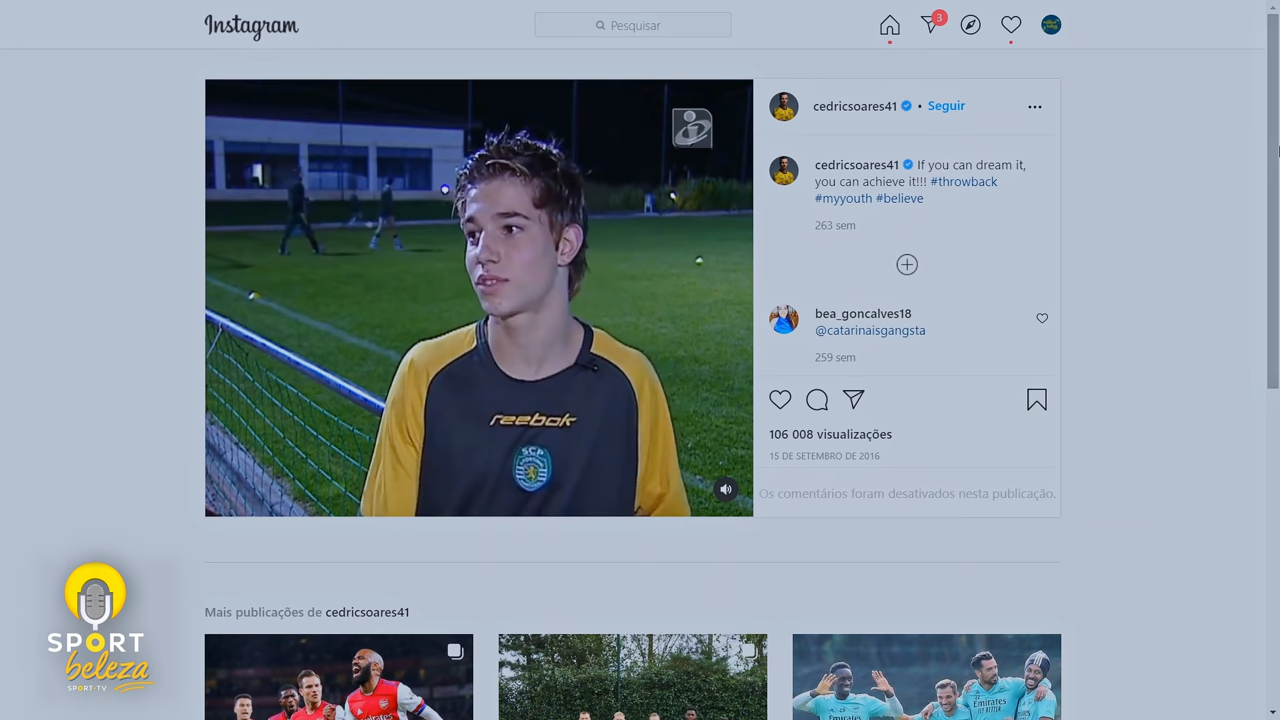 Instagram
Pesquisar
3
cedricsoares41 • Seguir
cedricsoares41 If you can dream it,
you can achieve it!!! #throwback
#myyouth #believe
263 sem
bea_goncalves18
@catarinaisgangsta
259 sem
106 008 visualizações
15 DE SETEMBRO DE 2016
Os comentários foram desativados nesta publicação.
reebok
SCP
SPORTING
Mais publicações de cedricsoares41
SPORT
beleza
SPORT•TV
Emirates